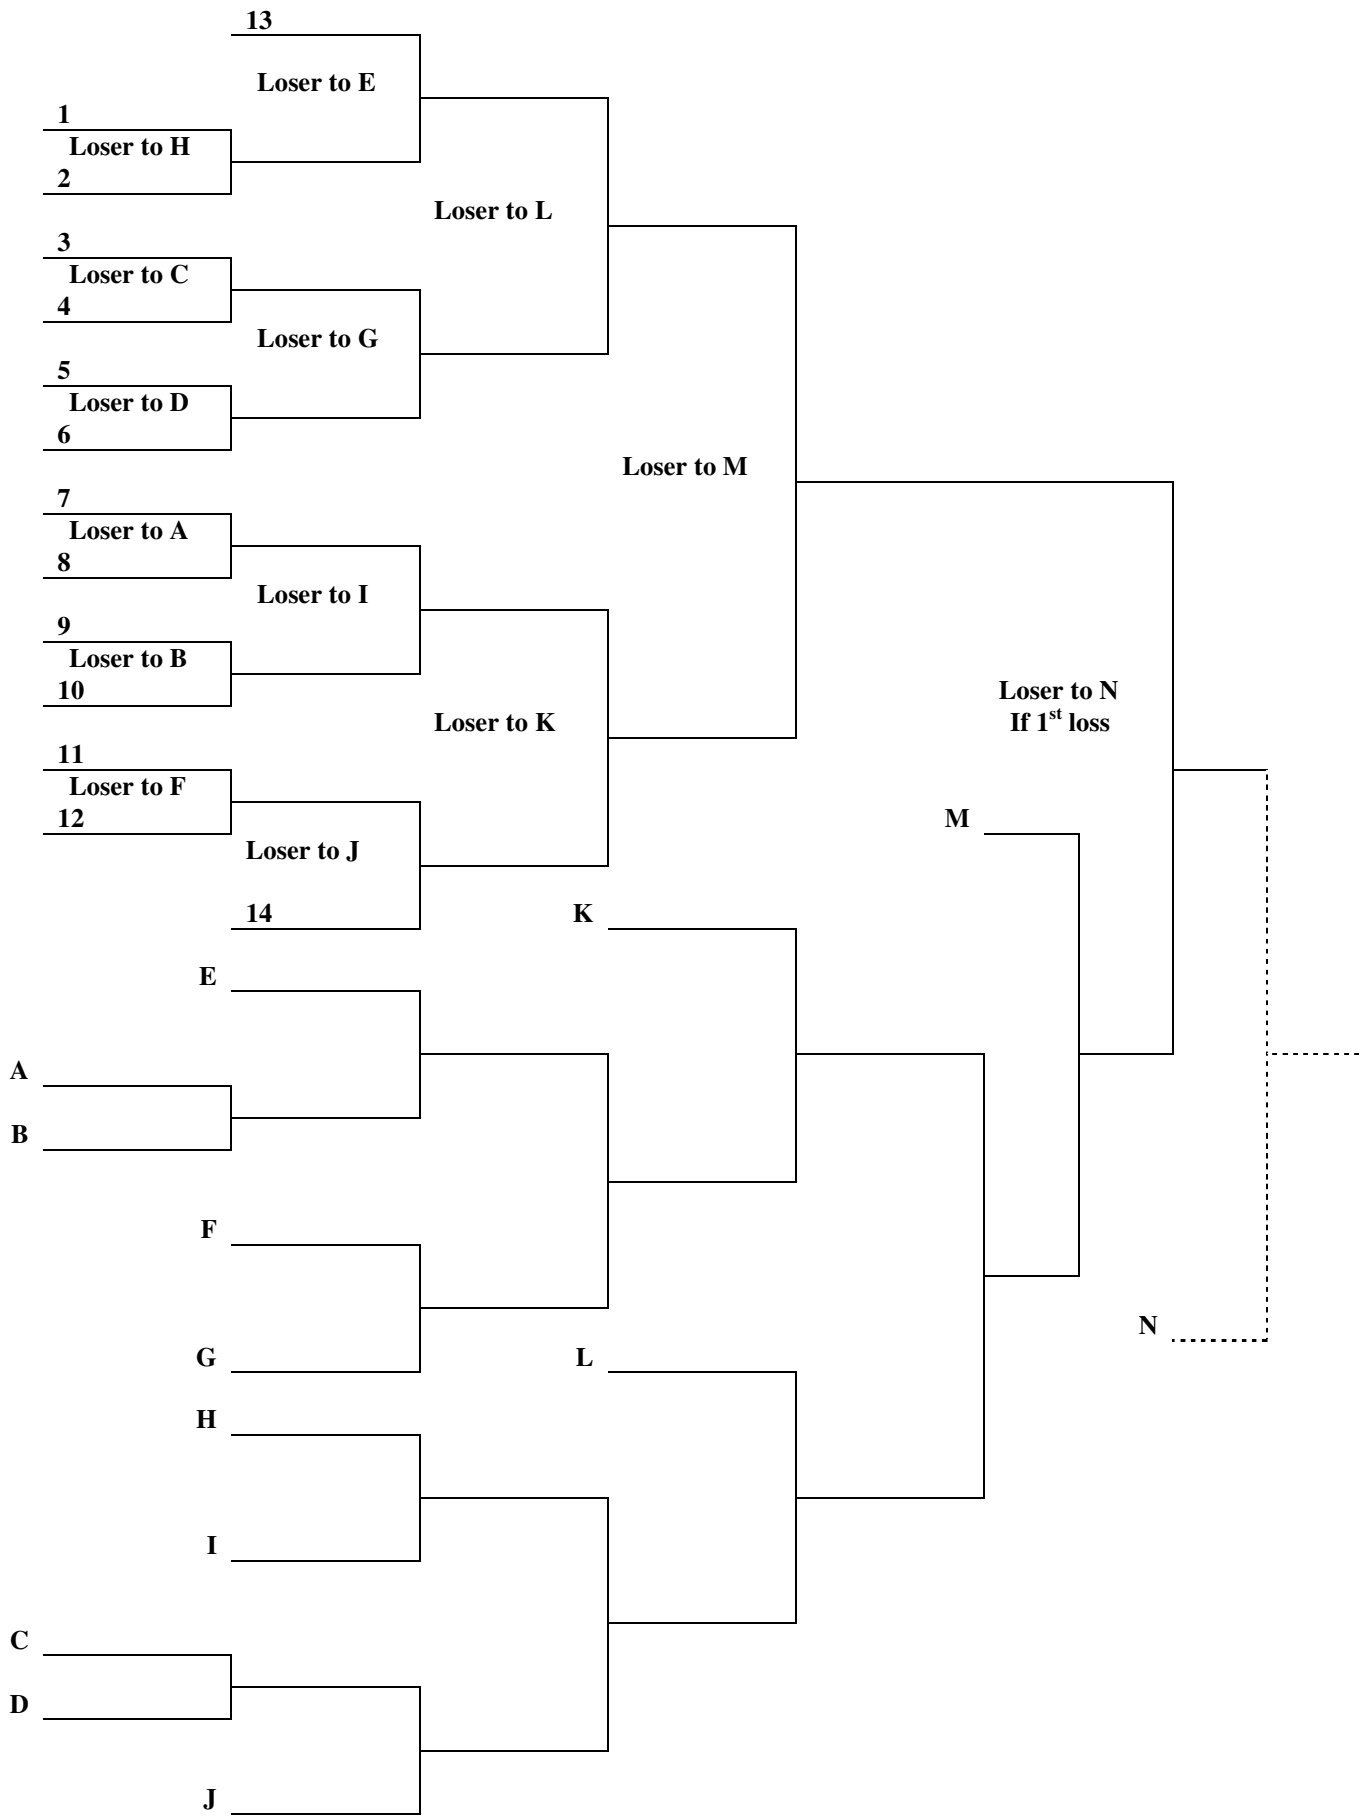 13
Loser to E
1
Loser to H
2
Loser to L
3
Loser to C
4
Loser to G
5
Loser to D
6
Loser to M
7
Loser to A
8
Loser to I
9
Loser to B
10
Loser to N
If 1st loss
Loser to K
11
Loser to F
12
M
Loser to J
14
K
E
A
B
F
N
G
L
H
I
C
D
J